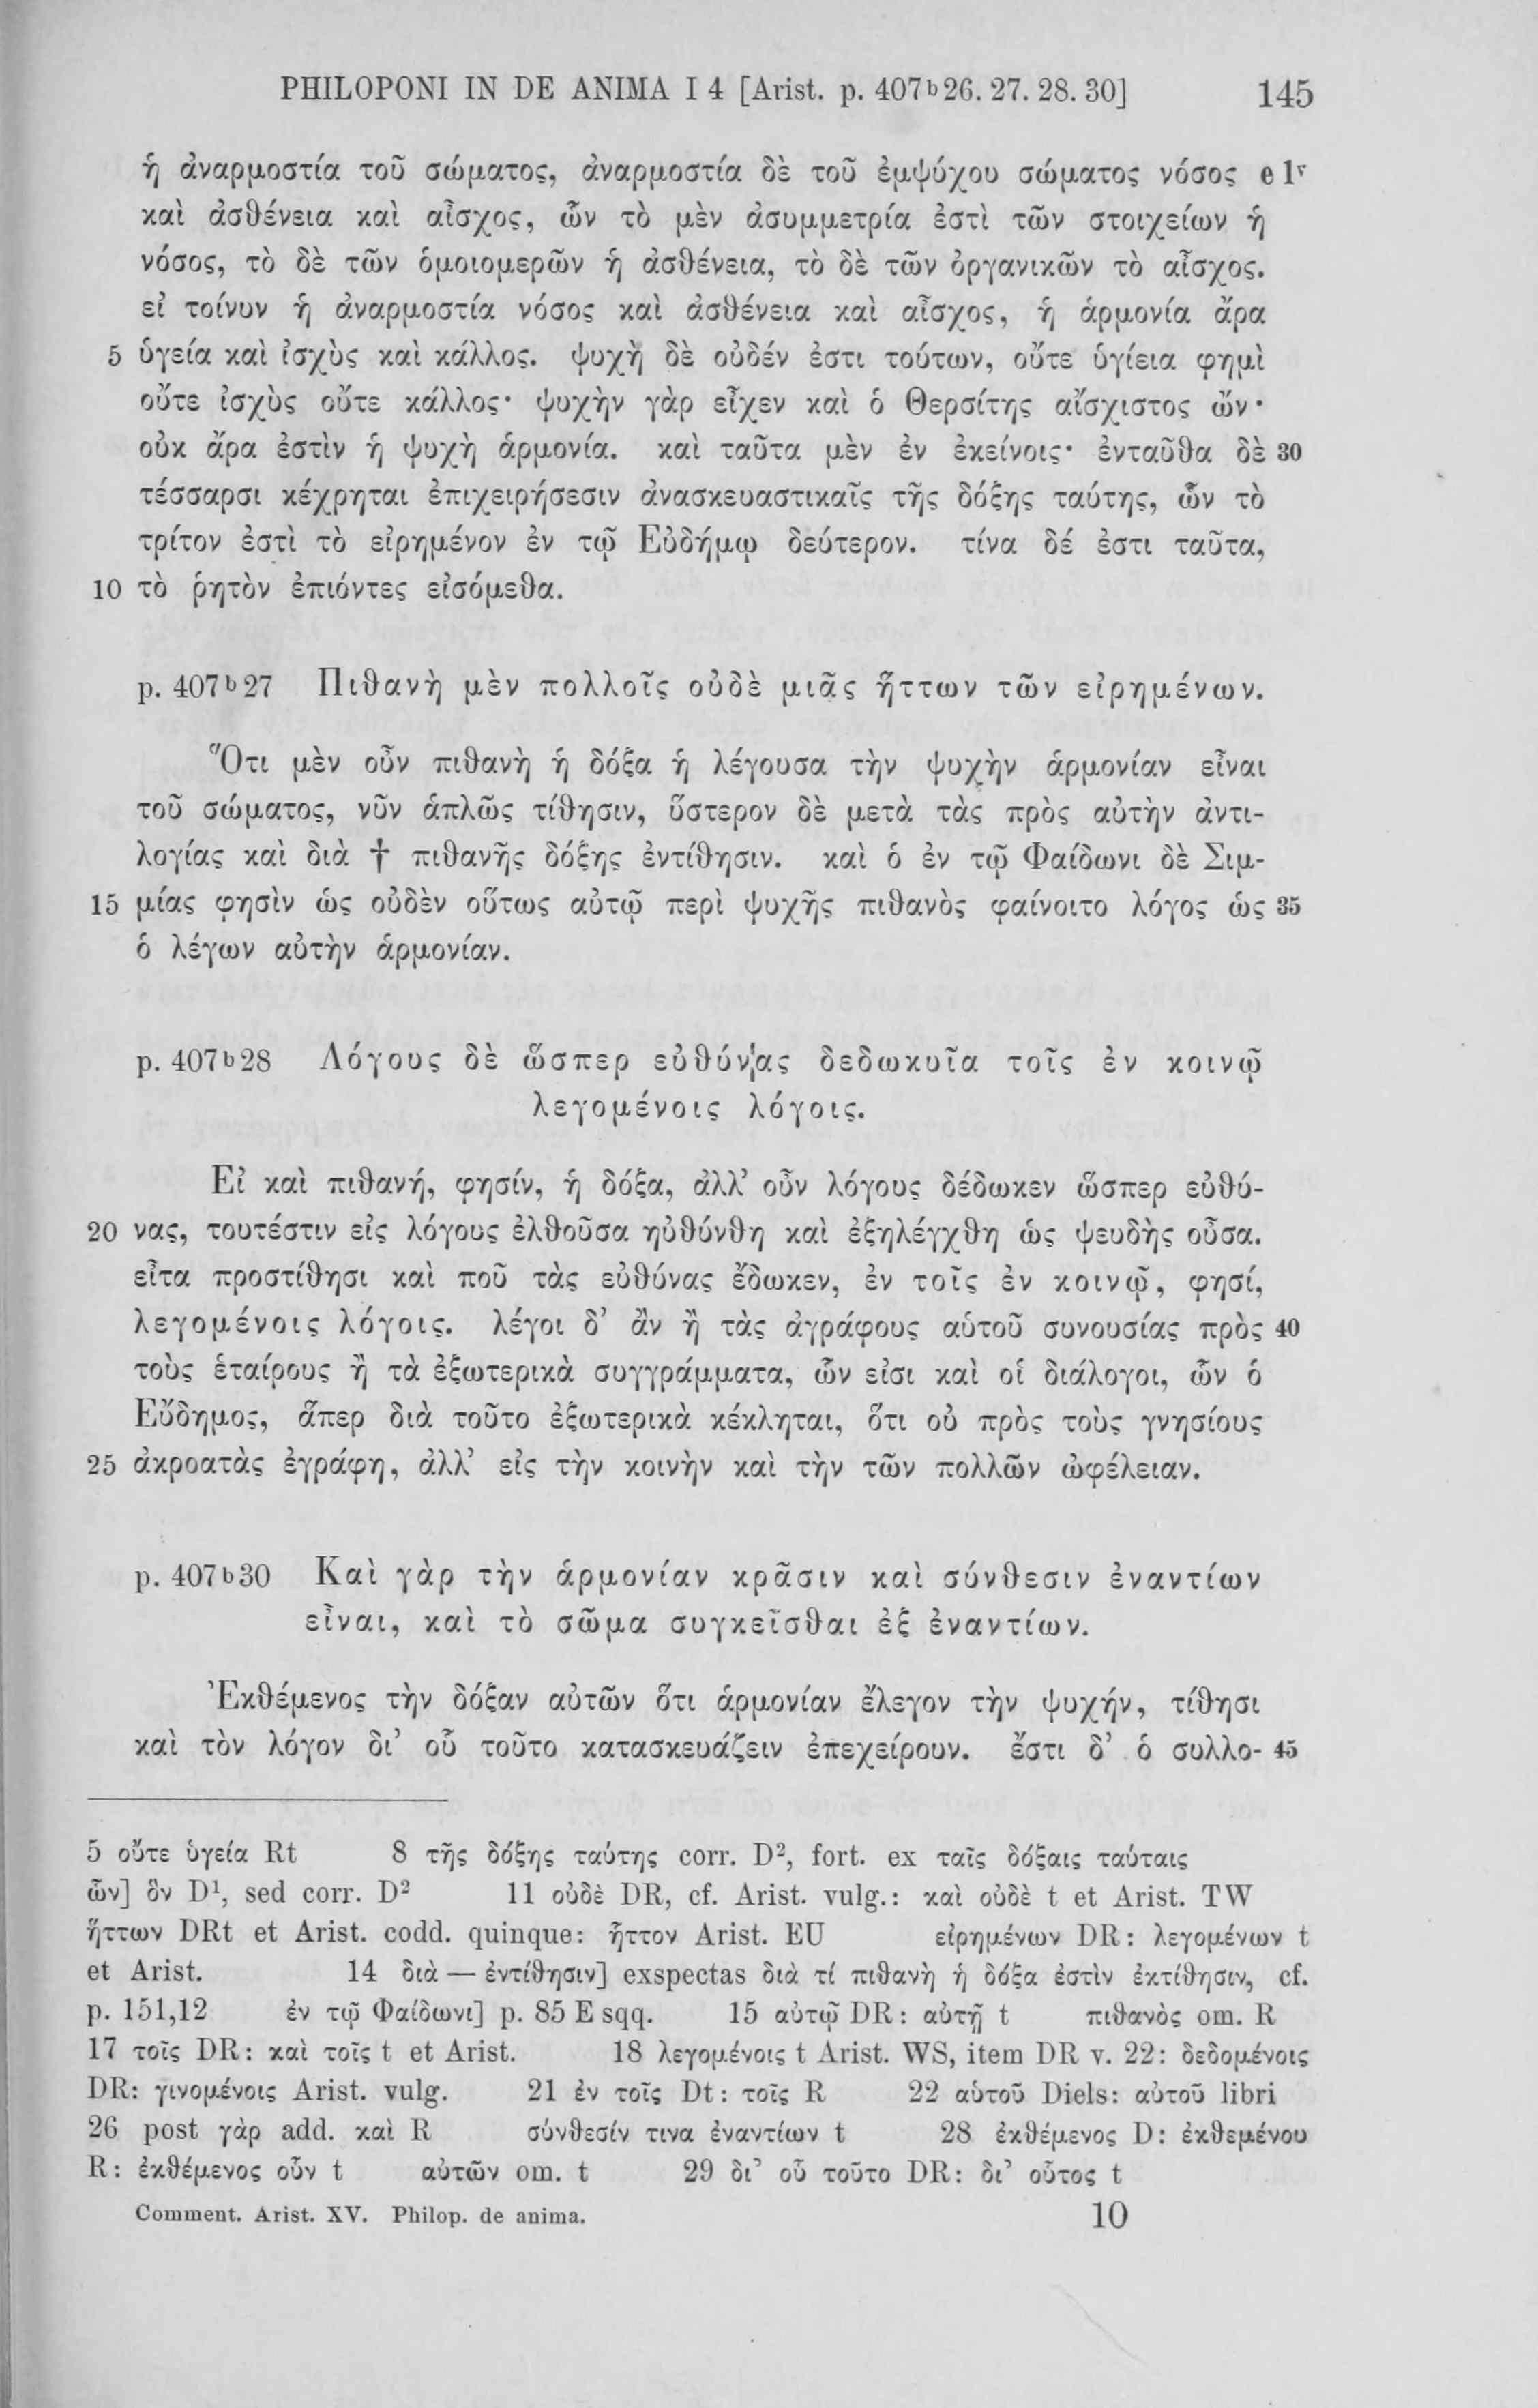 PHILOPONI IN DE ANIMA I 4 [Arist. p. 407ᵇ26. 27. 28. 30] 145
ἡ ἀναρμοστία τοῦ σώματος, ἀναρμοστία δὲ τοῦ ἐμψύχου σώματος νόσος e 1ᵛ
καὶ ἀσθένεια καὶ αἶσχος, ὧν τὸ μὲν ἀσυμμετρία ἐστὶ τῶν στοιχείων ἡ
νόσος, τὸ δὲ τῶν ὁμοιομερῶν ἡ ἀσθένεια, τὸ δὲ τῶν ὀργανικῶν τὸ αἶσχος.
εἰ τοίνυν ἡ ἀναρμοστία νόσος καὶ ἀσθένεια καὶ αἶσχος, ἡ ἁρμονία ἄρα
5 ὑγεία καὶ ἰσχὺς καὶ κάλλος. ψυχὴ δὲ οὐδέν ἐστι τούτων, οὔτε ὑγίεια φημὶ
οὔτε ἰσχὺς οὔτε κάλλος· ψυχὴν γὰρ εἶχεν καὶ ὁ Θερσίτης αἴσχιστος ὤν·
οὐκ ἄρα ἐστὶν ἡ ψυχὴ ἁρμονία. καὶ ταῦτα μὲν ἐν ἐκείνοις· ἐνταῦθα δὲ 30
τέσσαρσι κέχρηται ἐπιχειρήσεσιν ἀνασκευαστικαῖς τῆς δόξης ταύτης, ὧν τὸ
τρίτον ἐστὶ τὸ εἰρημένον ἐν τῷ Εὐδήμῳ δεύτερον. τίνα δέ ἐστι ταῦτα,
10 τὸ ῥητὸν ἐπιόντες εἰσόμεθα.
p. 407ᵇ27 Πιθανὴ μὲν πολλοῖς οὐδὲ μιᾶς ἥττων τῶν εἰρημένων.
Ὅτι μὲν οὖν πιθανὴ ἡ δόξα ἡ λέγουσα τὴν ψυχὴν ἁρμονίαν εἶναι
τοῦ σώματος, νῦν ἁπλῶς τίθησιν, ὕστερον δὲ μετὰ τὰς πρὸς αὐτὴν ἀντι-
λογίας καὶ διὰ † πιθανῆς δόξης ἐντίθησιν. καὶ ὁ ἐν τῷ Φαίδωνι δὲ Σιμ-
15 μίας φησὶν ὡς οὐδὲν οὕτως αὐτῷ περὶ ψυχῆς πιθανὸς φαίνοιτο λόγος ὡς 35
ὁ λέγων αὐτὴν ἁρμονίαν.
p. 407ᵇ28 Λόγους δὲ ὥσπερ εὐθύνας δεδωκυῖα τοῖς ἐν κοινῷ
λεγομένοις λόγοις.
Εἰ καὶ πιθανή, φησίν, ἡ δόξα, ἀλλ’ οὖν λόγους δέδωκεν ὥσπερ εὐθύ-
20 νας, τουτέστιν εἰς λόγους ἐλθοῦσα ηὐθύνθη καὶ ἐξηλέγχθη ὡς ψευδὴς οὖσα.
εἶτα προστίθησι καὶ ποῦ τὰς εὐθύνας ἔδωκεν, ἐν τοῖς ἐν κοινῷ, φησί,
λεγομένοις λόγοις. λέγοι δ’ ἂν ἢ τὰς ἀγράφους αὑτοῦ συνουσίας πρὸς 40
τοὺς ἑταίρους ἢ τὰ ἐξωτερικὰ συγγράμματα, ὧν εἰσι καὶ οἱ διάλογοι, ὧν ὁ
Εὔδημος, ἅπερ διὰ τοῦτο ἐξωτερικὰ κέκληται, ὅτι οὐ πρὸς τοὺς γνησίους
25 ἀκροατὰς ἐγράφη, ἀλλ’ εἰς τὴν κοινὴν καὶ τὴν τῶν πολλῶν ὠφέλειαν.
p. 407ᵇ30 Καὶ γὰρ τὴν ἁρμονίαν κρᾶσιν καὶ σύνθεσιν ἐναντίων
εἶναι, καὶ τὸ σῶμα συγκεῖσθαι ἐξ ἐναντίων.
Ἐκθέμενος τὴν δόξαν αὐτῶν ὅτι ἁρμονίαν ἔλεγον τὴν ψυχήν, τίθησι
καὶ τὸν λόγον δι’ οὗ τοῦτο κατασκευάζειν ἐπεχείρουν. ἔστι δ’ ὁ συλλο- 45
5 οὔτε ὑγεία Rt 8 τῆς δόξης ταύτης corr. D², fort. ex ταῖς δόξαις ταύταις
ὧν] ὃν D¹, sed corr. D² 11 οὐδὲ DR, cf. Arist. vulg.: καὶ οὐδὲ t et Arist. TW
ἥττων DRt et Arist. codd. quinque: ἧττον Arist. EU εἰρημένων DR: λεγομένων t
et Arist. 14 διὰ — ἐντίθησιν] exspectas διὰ τί πιθανὴ ἡ δόξα ἐστὶν ἐκτίθησιν, cf.
p. 151,12 ἐν τῷ Φαίδωνι] p. 85 E sqq. 15 αὐτῷ DR: αὐτῇ t πιθανὸς om. R
17 τοῖς DR: καὶ τοῖς t et Arist. 18 λεγομένοις t Arist. WS, item DR v. 22: δεδομένοις
DR: γινομένοις Arist. vulg. 21 ἐν τοῖς Dt: τοῖς R 22 αὑτοῦ Diels: αὐτοῦ libri
26 post γὰρ add. καὶ R σύνθεσίν τινα ἐναντίων t 28 ἐκθέμενος D: ἐκθεμένου
R: ἐκθέμενος οὖν t αὐτῶν om. t 29 δι’ οὗ τοῦτο DR: δι’ οὗτος t
Comment. Arist. XV. Philop. de anima. 10